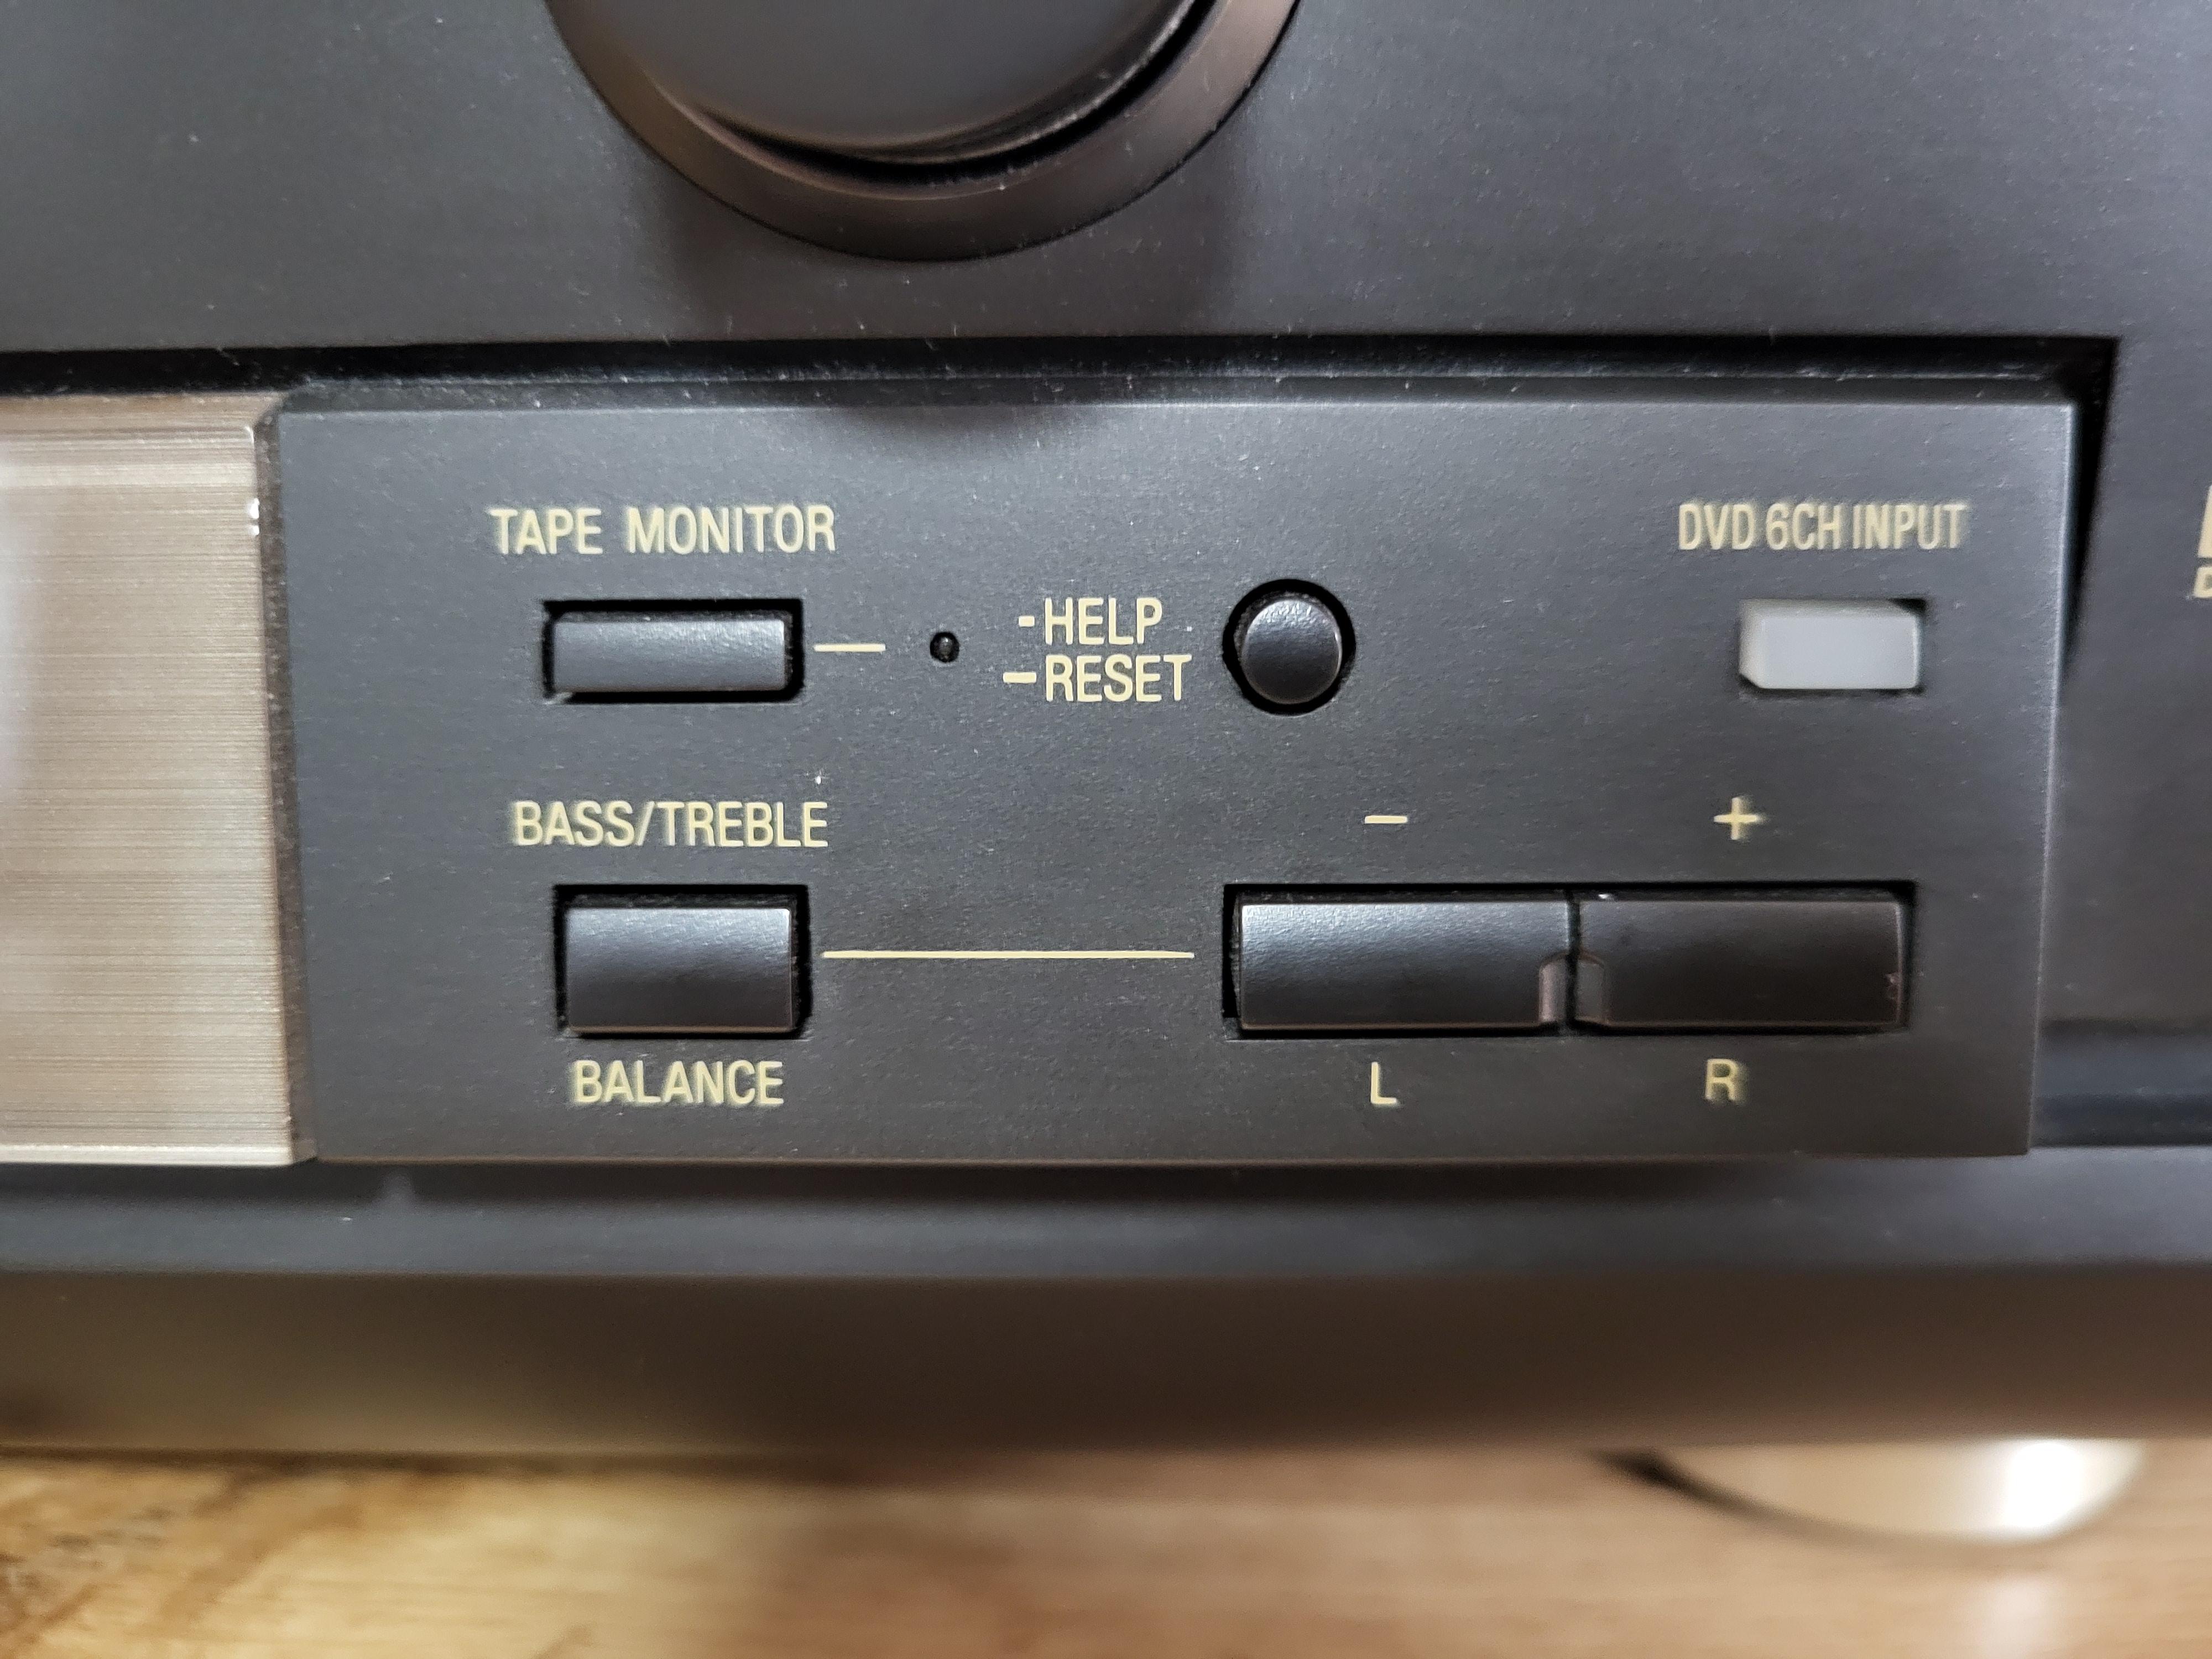 TAPE MONITOR
DVD 6CH INPUT
-HELP
–RESET
BASS/TREBLE
– +
BALANCE
L R